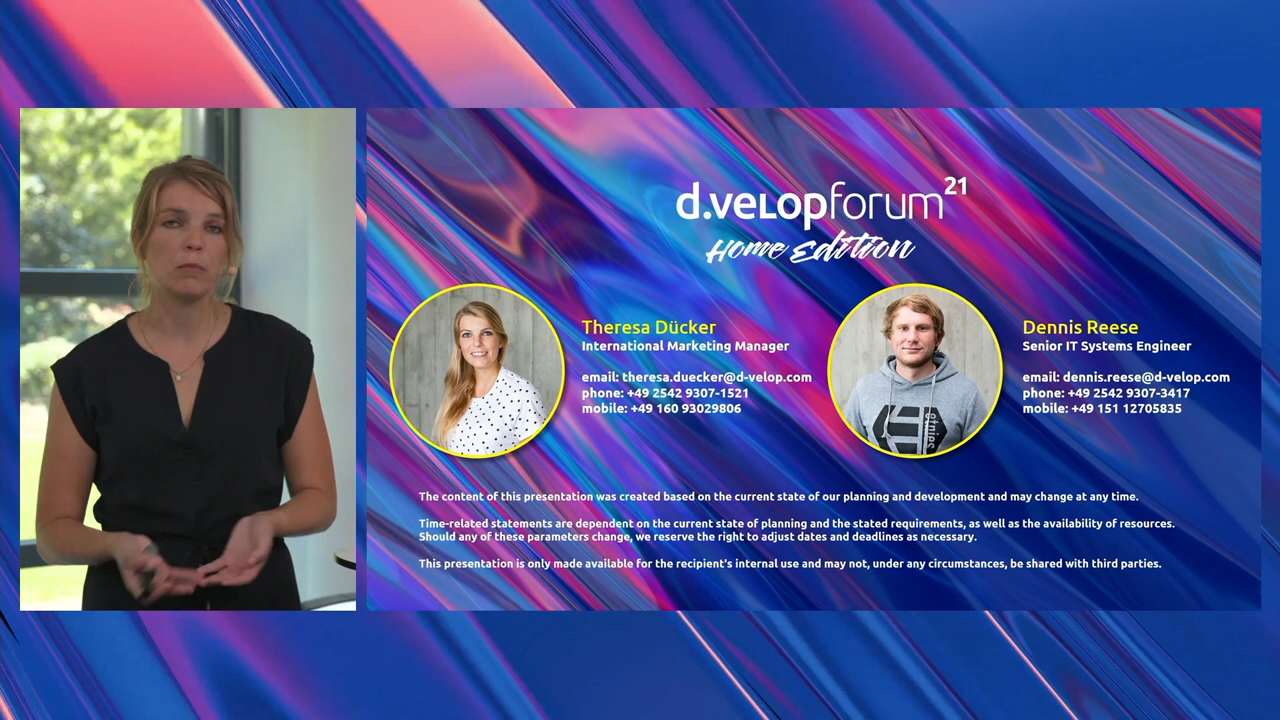 d.velopforum21
Home Edition
Theresa Dücker
International Marketing Manager
email: theresa.duecker@d-velop.com
phone: +49 2542 9307-1521
mobile: +49 160 93029806
Dennis Reese
Senior IT Systems Engineer
email: dennis.reese@d-velop.com
phone: +49 2542 9307-3417
mobile: +49 151 12705835
etnies
The content of this presentation was created based on the current state of our planning and development and may change at any time.
Time-related statements are dependent on the current state of planning and the stated requirements, as well as the availability of resources.
Should any of these parameters change, we reserve the right to adjust dates and deadlines as necessary.
This presentation is only made available for the recipient's internal use and may not, under any circumstances, be shared with third parties.